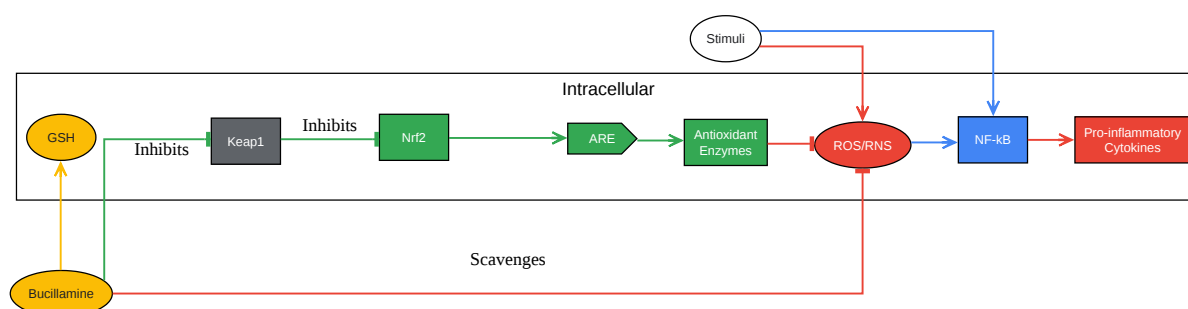 Stimuli
Intracellular
GSH
Inhibits
Keap1
Inhibits
Nrf2
ARE
Antioxidant
Enzymes
ROS/RNS
NF-kB
Pro-inflammatory
Cytokines
Scavenges
Bucillamine